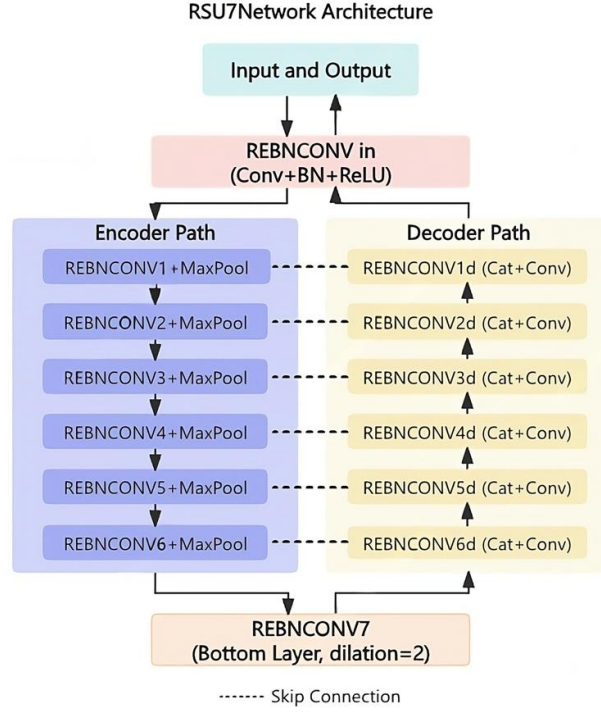 RSU7Network Architecture
Input and Output
REBNCONV in
(Conv+BN+ReLU)
Encoder Path
REBNCONV1+MaxPool
REBNCONV2+MaxPool
REBNCONV3+MaxPool
REBNCONV4+MaxPool
REBNCONV5+MaxPool
REBNCONV6+MaxPool
Decoder Path
REBNCONV1d (Cat+Conv)
REBNCONV2d (Cat+Conv)
REBNCONV3d (Cat+Conv)
REBNCONV4d (Cat+Conv)
REBNCONV5d (Cat+Conv)
REBNCONV6d (Cat+Conv)
REBNCONV7
(Bottom Layer, dilation=2)
Skip Connection